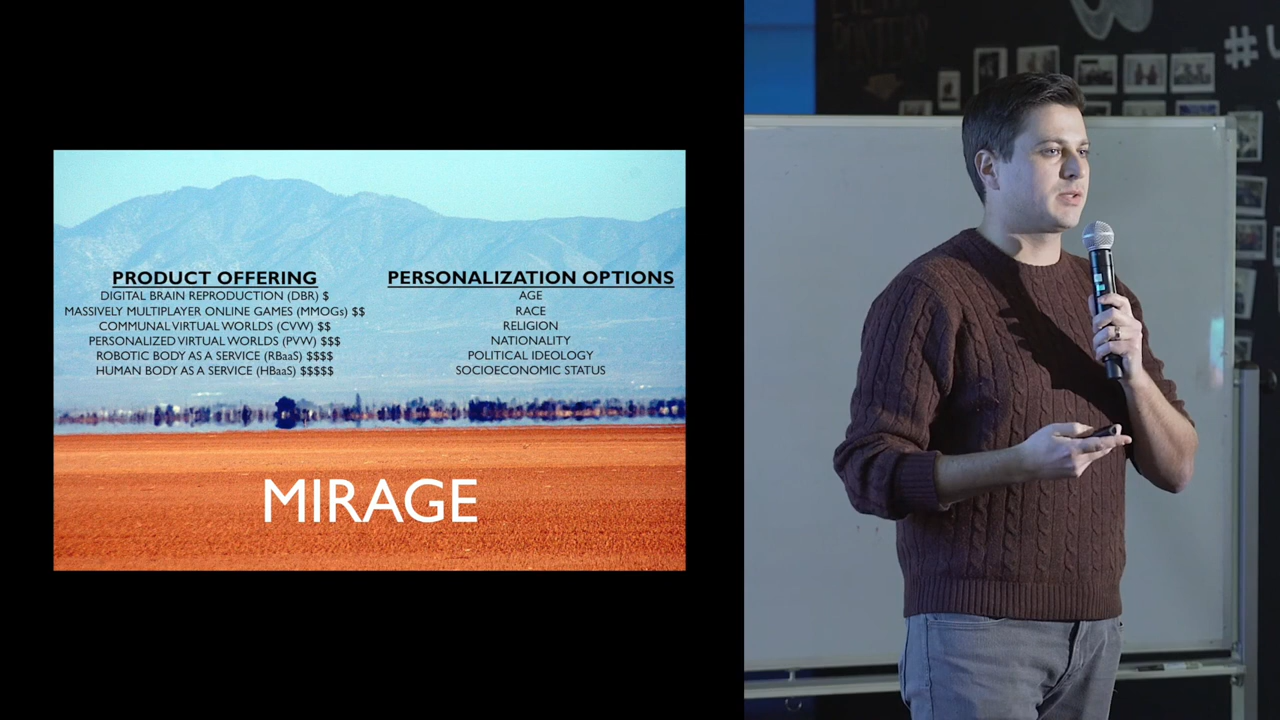 PRODUCT OFFERING
DIGITAL BRAIN REPRODUCTION (DBR) $
MASSIVELY MULTIPLAYER ONLINE GAMES (MMOGs) $$
COMMUNAL VIRTUAL WORLDS (CVW) $$
PERSONALIZED VIRTUAL WORLDS (PVW) $$$
ROBOTIC BODY AS A SERVICE (RBaaS) $$$$
HUMAN BODY AS A SERVICE (HBaaS) $$$$$
PERSONALIZATION OPTIONS
AGE
RACE
RELIGION
NATIONALITY
POLITICAL IDEOLOGY
SOCIOECONOMIC STATUS
MIRAGE